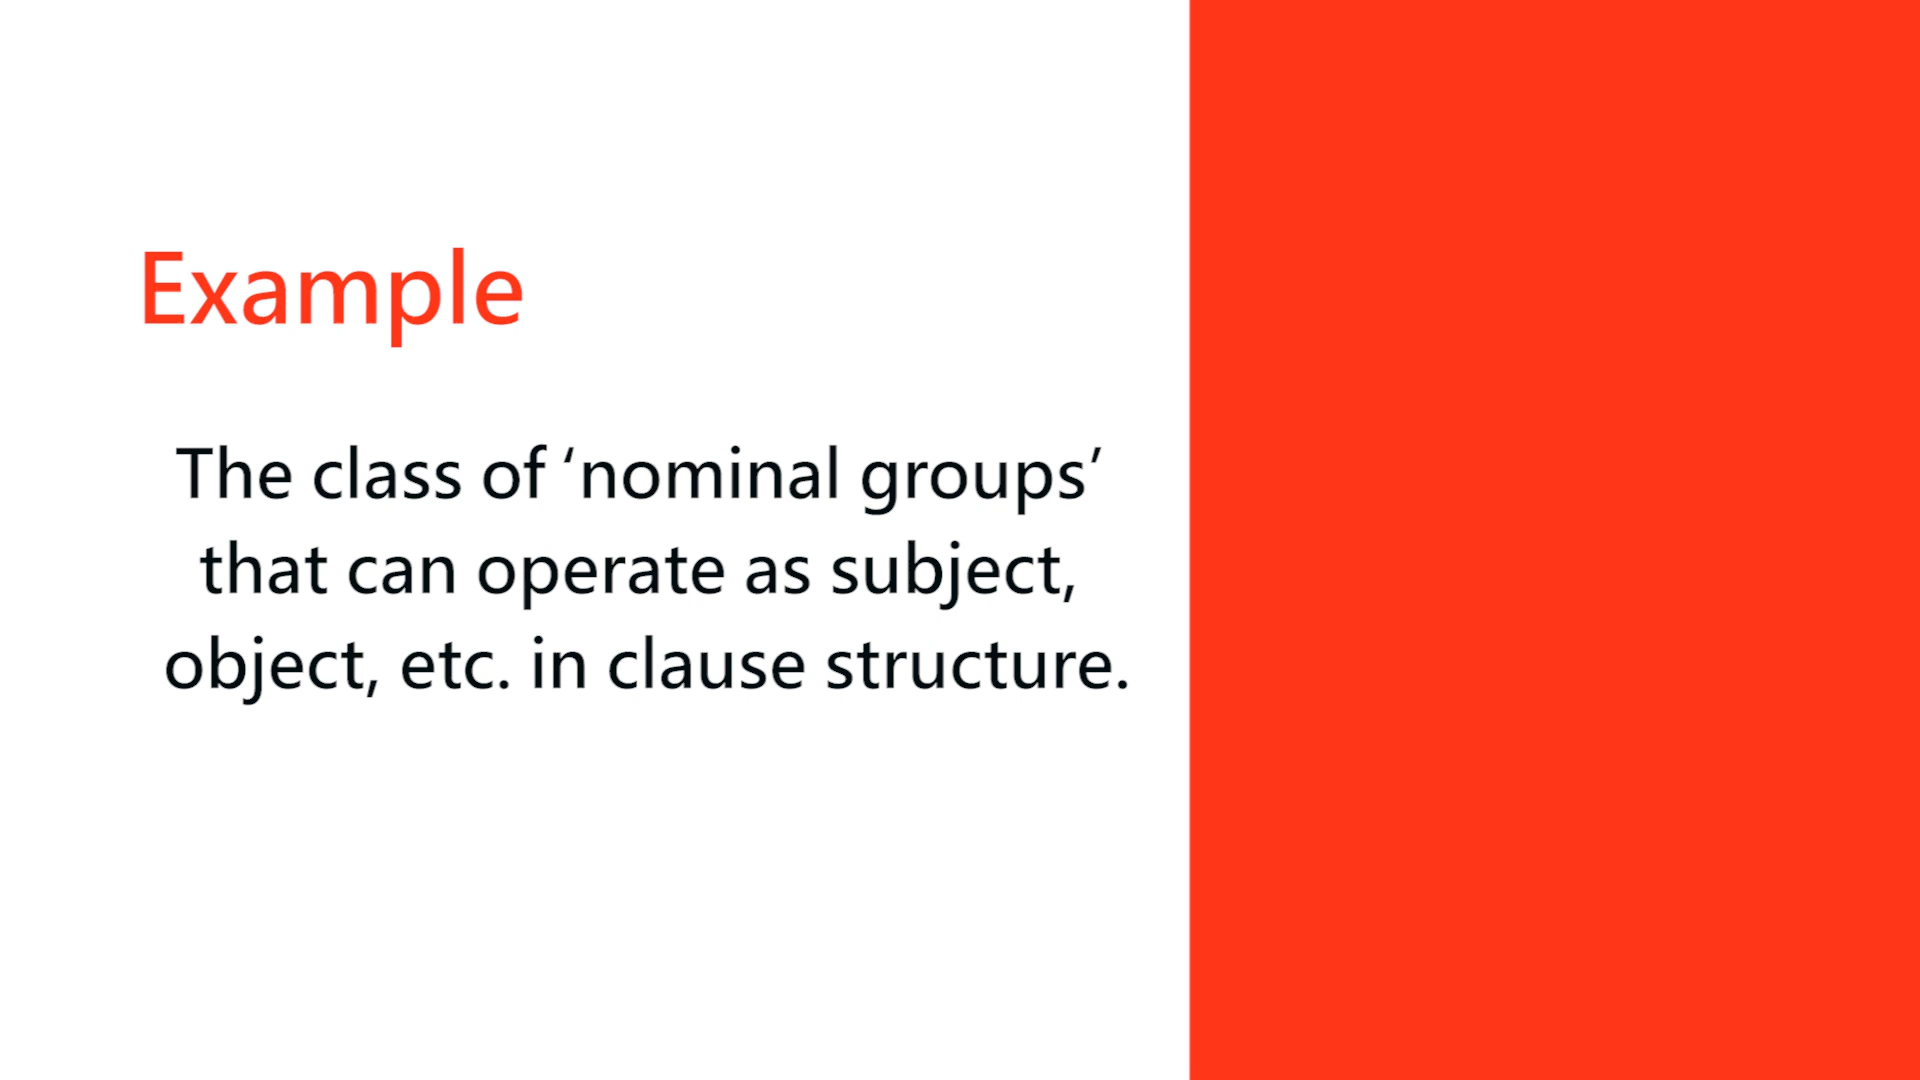 Example
The class of ‘nominal groups’
that can operate as subject,
object, etc. in clause structure.